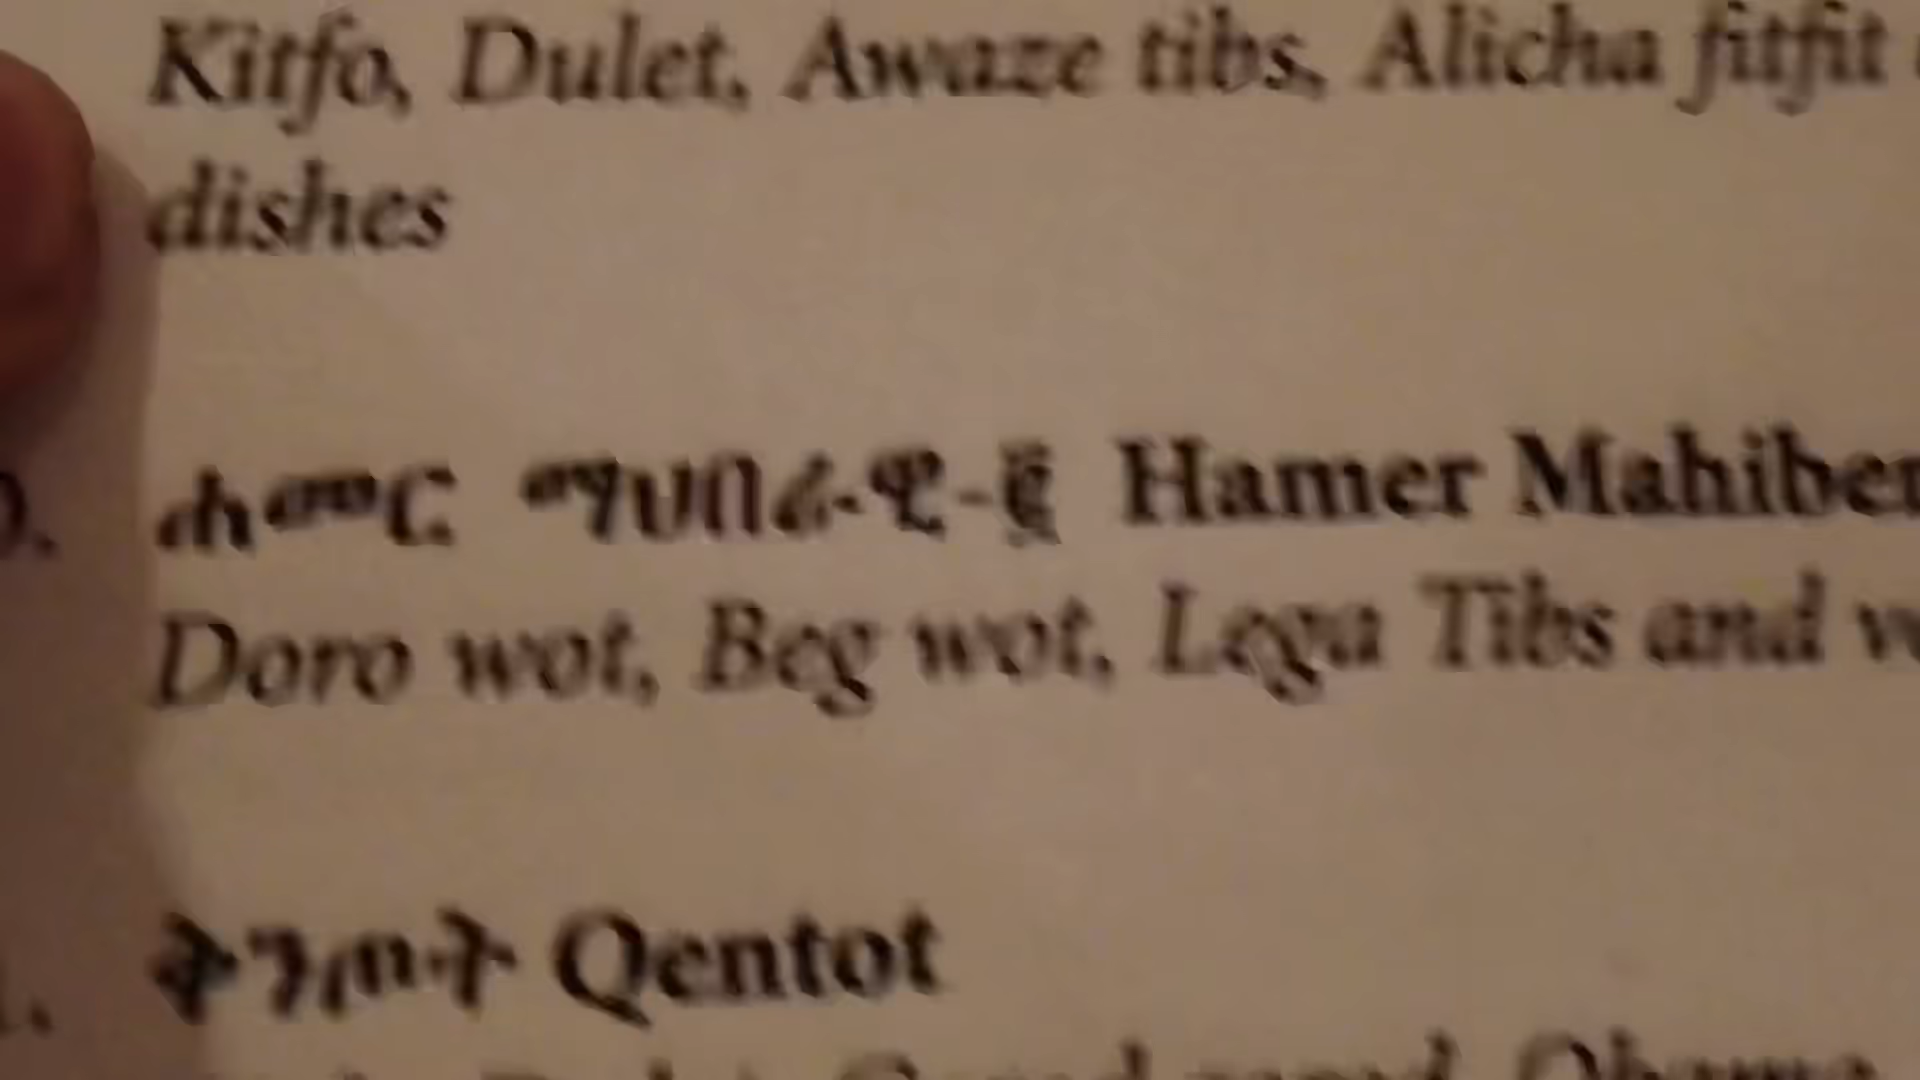 Kitfo, Dulet, Awaze tibs, Alicha fitfit
dishes
ሐመር ማህበራዊ-፪ Hamer Mahiber
Doro wot, Beg wot, Lega Tibs and
ቅንጦት Qentot